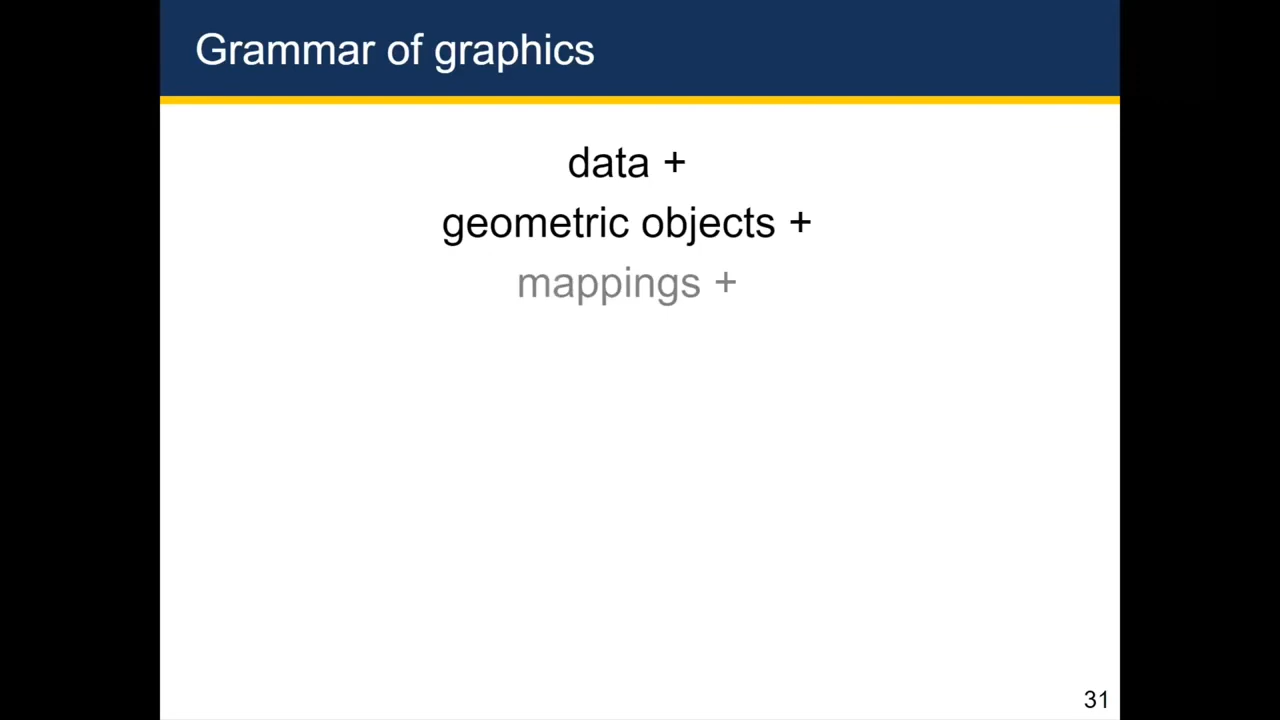 Grammar of graphics
data +
geometric objects +
mappings +
31